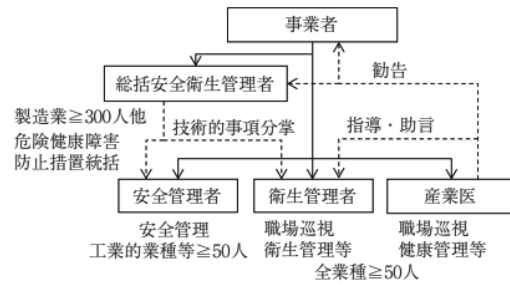 事業者
勧告
総括安全衛生管理者
製造業≧300人他
危険健康障害
防止措置統括
技術的事項分掌
指導・助言
安全管理者
衛生管理者
産業医
安全管理
工業的業種等≧50人
職場巡視
衛生管理等
職場巡視
健康管理等
全業種≧50人